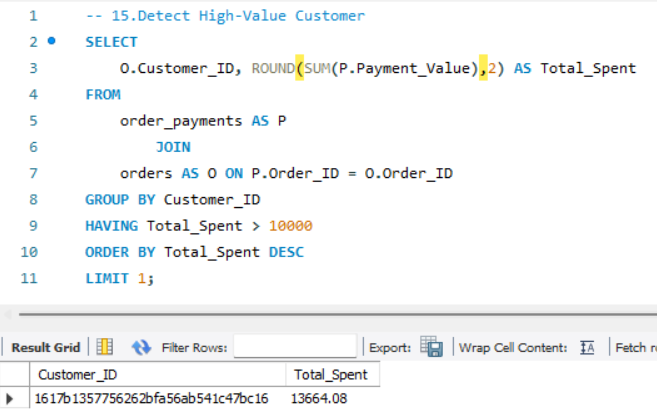 1 -- 15.Detect High-Value Customer
2 SELECT
3 O.Customer_ID, ROUND(SUM(P.Payment_Value),2) AS Total_Spent
4 FROM
5 order_payments AS P
6 JOIN
7 orders AS O ON P.Order_ID = O.Order_ID
8 GROUP BY Customer_ID
9 HAVING Total_Spent > 10000
10 ORDER BY Total_Spent DESC
11 LIMIT 1;
Result Grid Filter Rows: Export: Wrap Cell Content: Fetch r
Customer_ID Total_Spent
1617b1357756262bfa56ab541c47bc16 13664.08